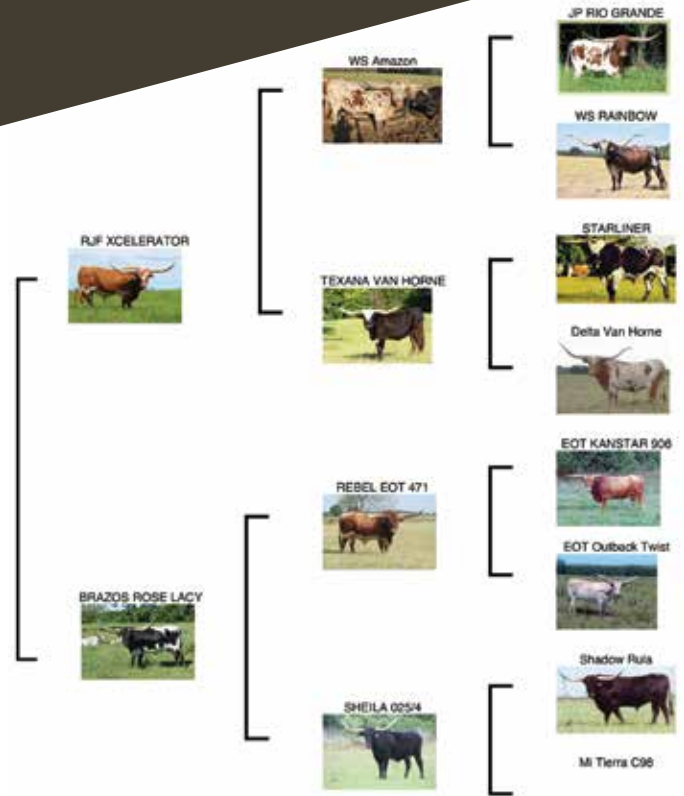 JP RIO GRANDE
WS Amazon
WS RAINBOW
RJF XCELERATOR
STARLINER
TEXANA VAN HORNE
Delta Van Horne
EOT KANSTAR 906
REBEL EOT 471
EOT Outback Twist
BRAZOS ROSE LACY
Shadow Rula
SHEILA 025/4
Mi Tierra C98